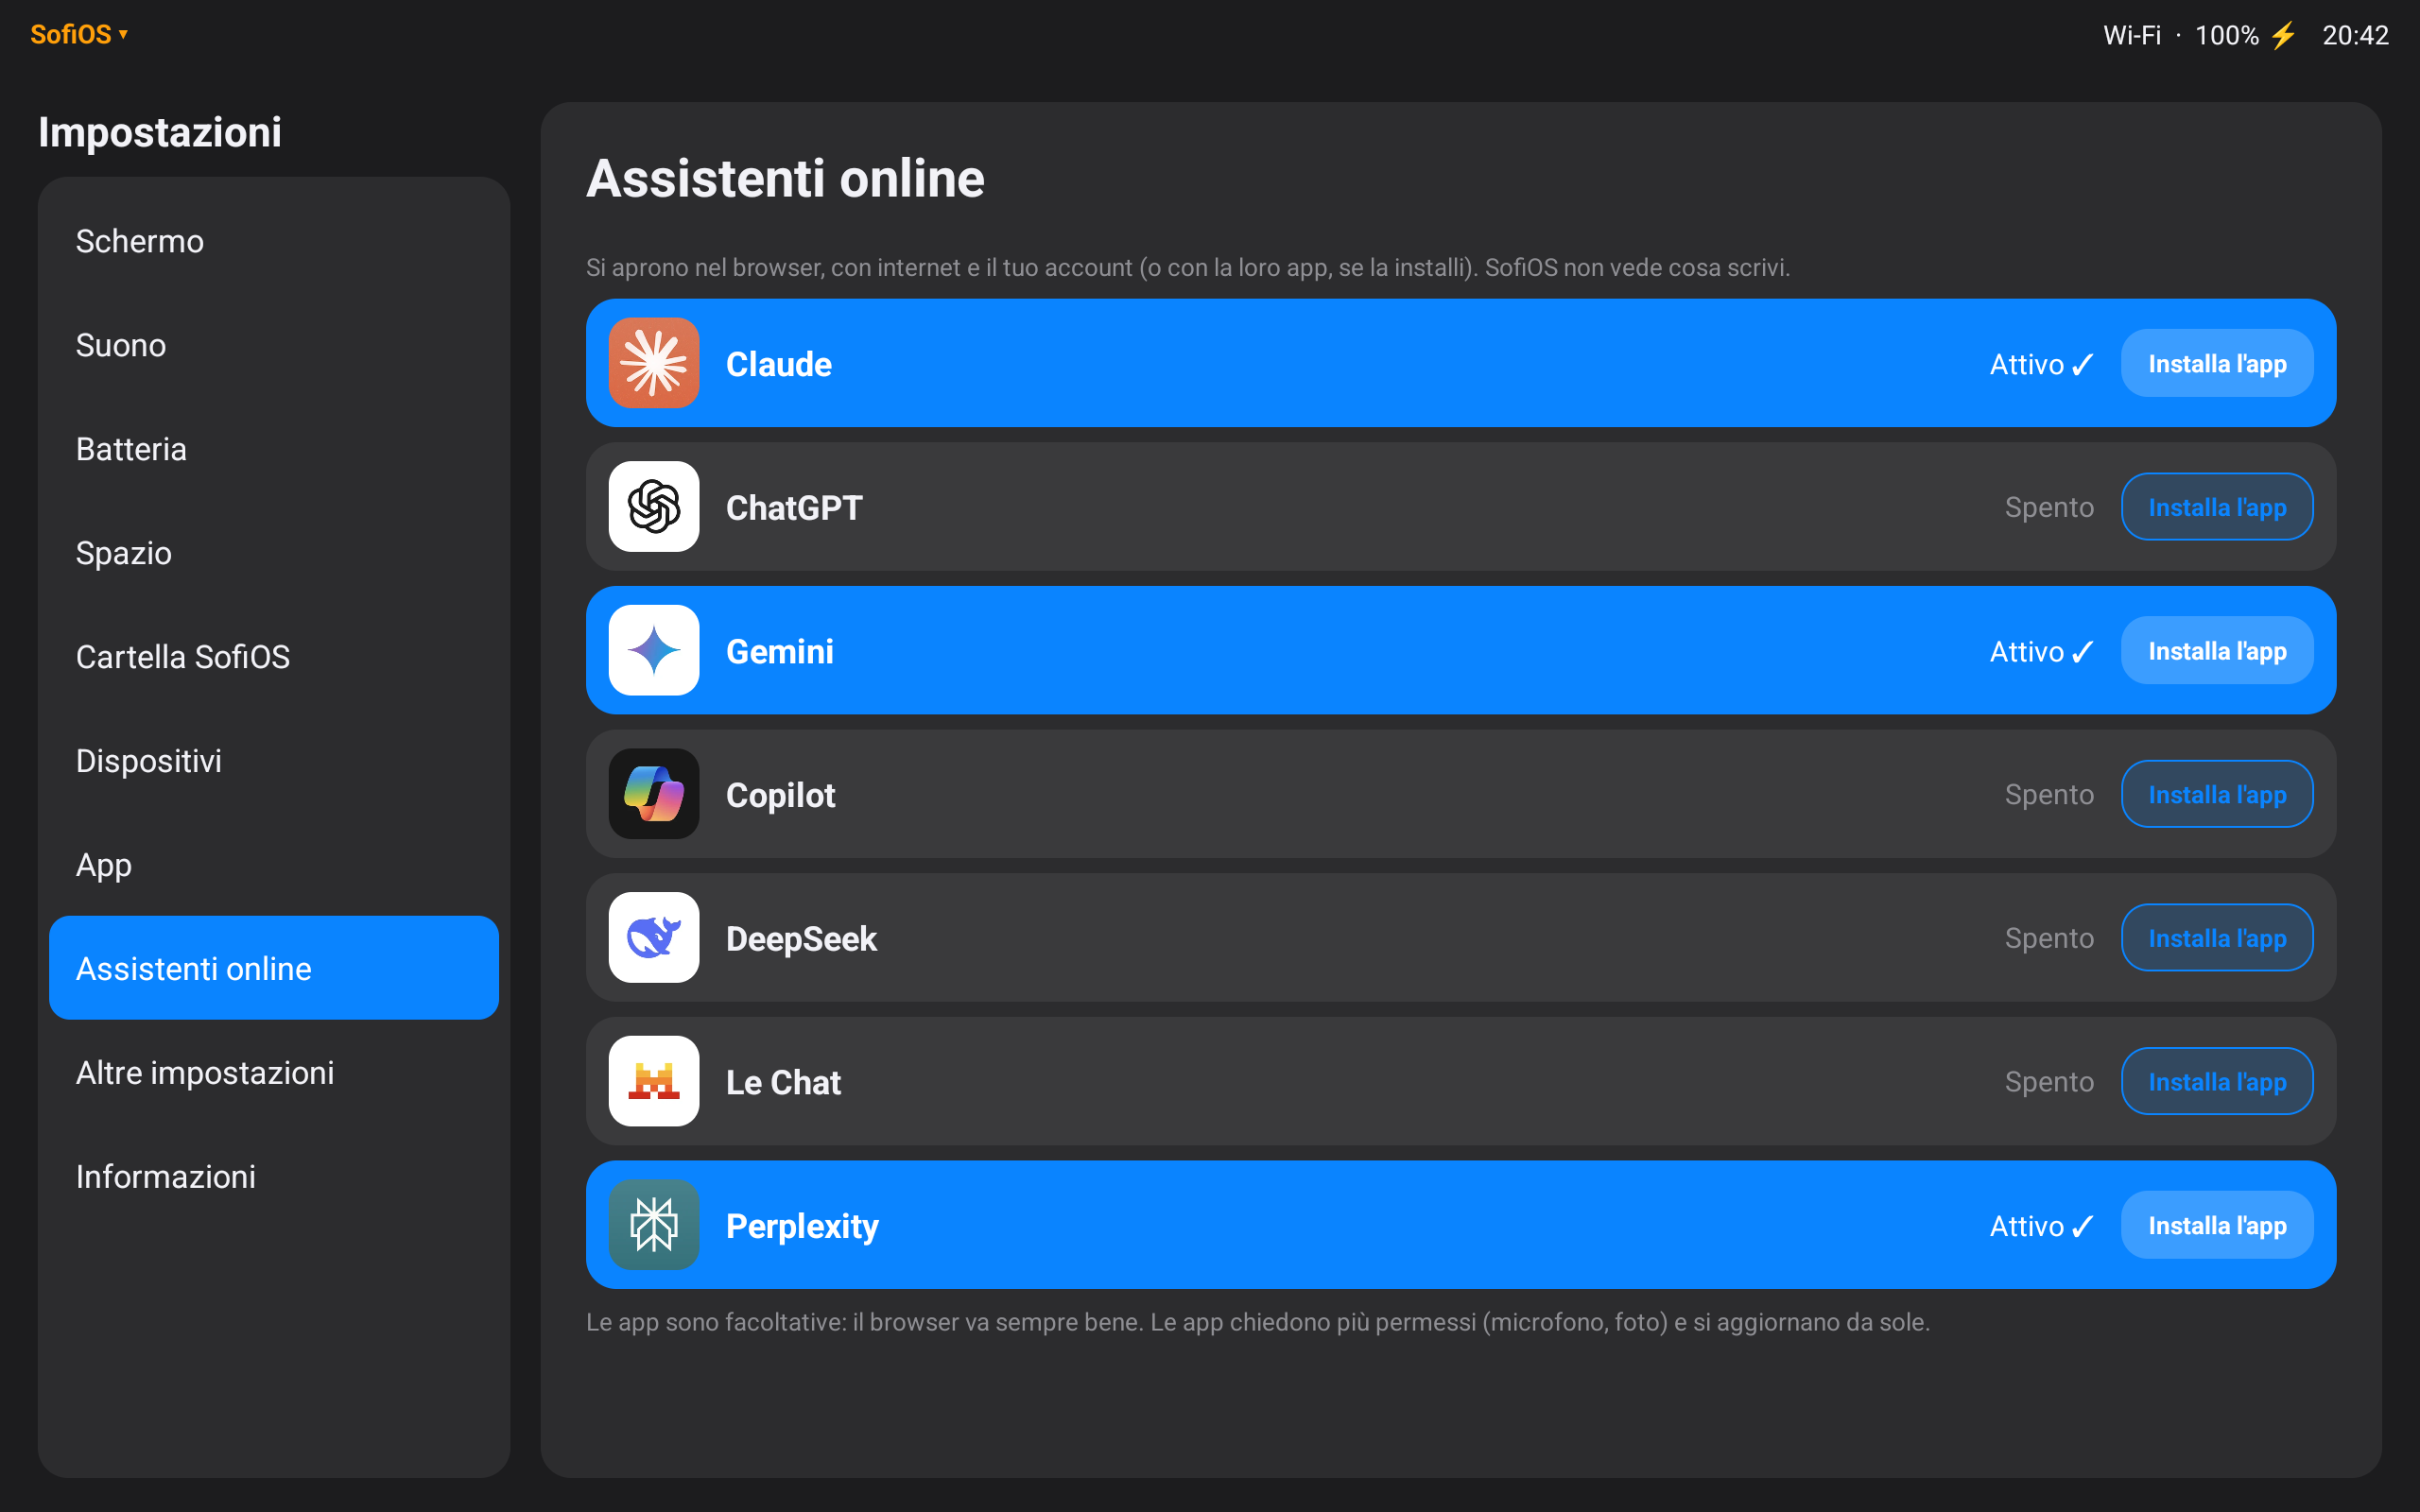 SofiOS ▾
Wi-Fi · 100% ⚡ 20:42
Impostazioni
Schermo
Suono
Batteria
Spazio
Cartella SofiOS
Dispositivi
App
Assistenti online
Altre impostazioni
Informazioni
Assistenti online
Si aprono nel browser, con internet e il tuo account (o con la loro app, se la installi). SofiOS non vede cosa scrivi.
Claude Attivo ✓ Installa l'app
ChatGPT Spento Installa l'app
Gemini Attivo ✓ Installa l'app
Copilot Spento Installa l'app
DeepSeek Spento Installa l'app
Le Chat Spento Installa l'app
Perplexity Attivo ✓ Installa l'app
Le app sono facoltative: il browser va sempre bene. Le app chiedono più permessi (microfono, foto) e si aggiornano da sole.